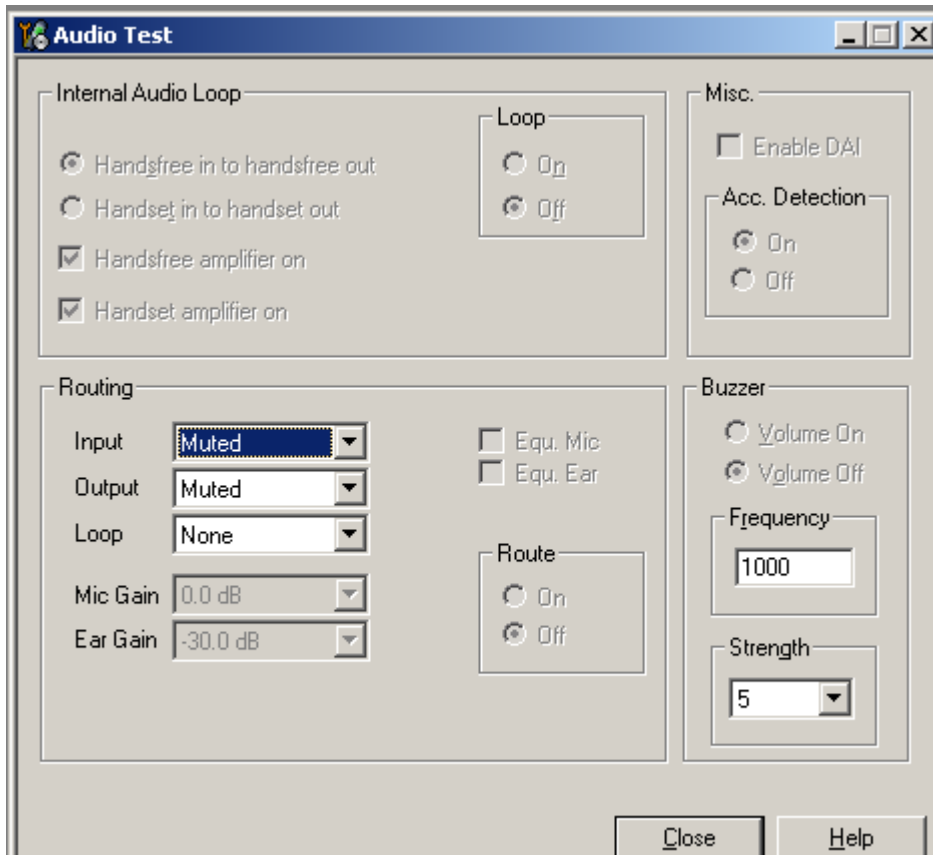 Audio Test
Internal Audio Loop
Handsfree in to handsfree out
Handset in to handset out
Handsfree amplifier on
Handset amplifier on
Loop
On
Off
Misc.
Enable DAI
Acc. Detection
On
Off
Routing
Input Muted
Output Muted
Loop None
Mic Gain 0.0 dB
Ear Gain -30.0 dB
Equ. Mic
Equ. Ear
Route
On
Off
Buzzer
Volume On
Volume Off
Frequency
1000
Strength
5
Close
Help